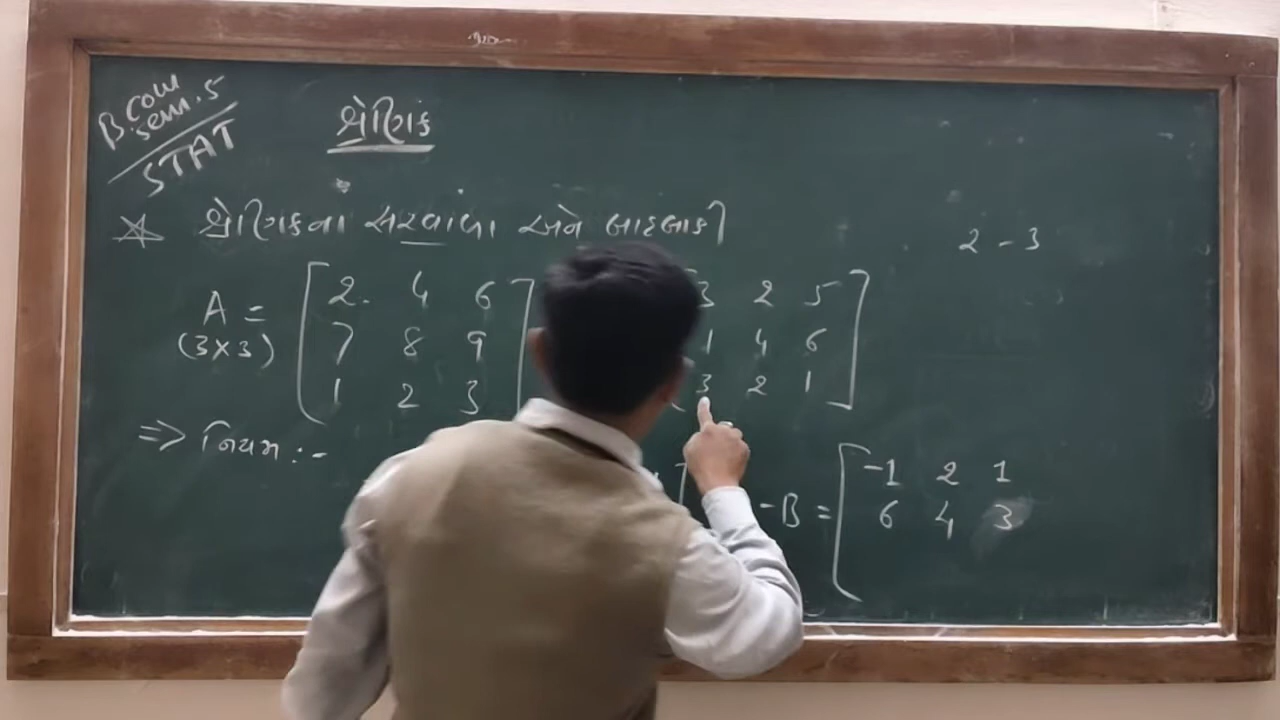 B.com
sem.5
STAT
શ્રેણિક
☆ શ્રેણિકના સરવાળા અને બાદબાકી
2 - 3
A = [ 2. 4 6 ] 3 2 5 ]
(3×3) 7 8 9 1 4 6
1 2 3 3 2 1
⇒ નિયમ :-
-B = [ -1 2 1
6 4 3